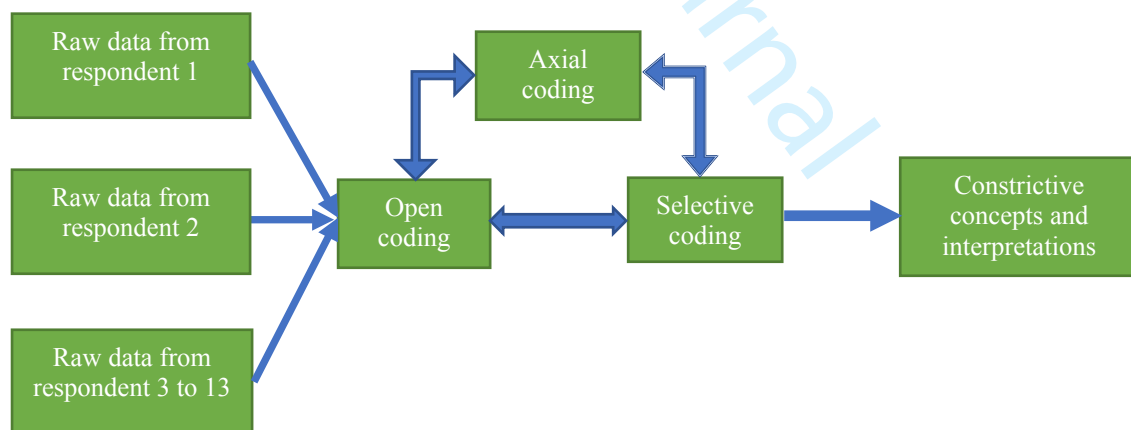 Raw data from
respondent 1
Axial
coding
Raw data from
respondent 2
Open
coding
Selective
coding
Constrictive
concepts and
interpretations
Raw data from
respondent 3 to 13